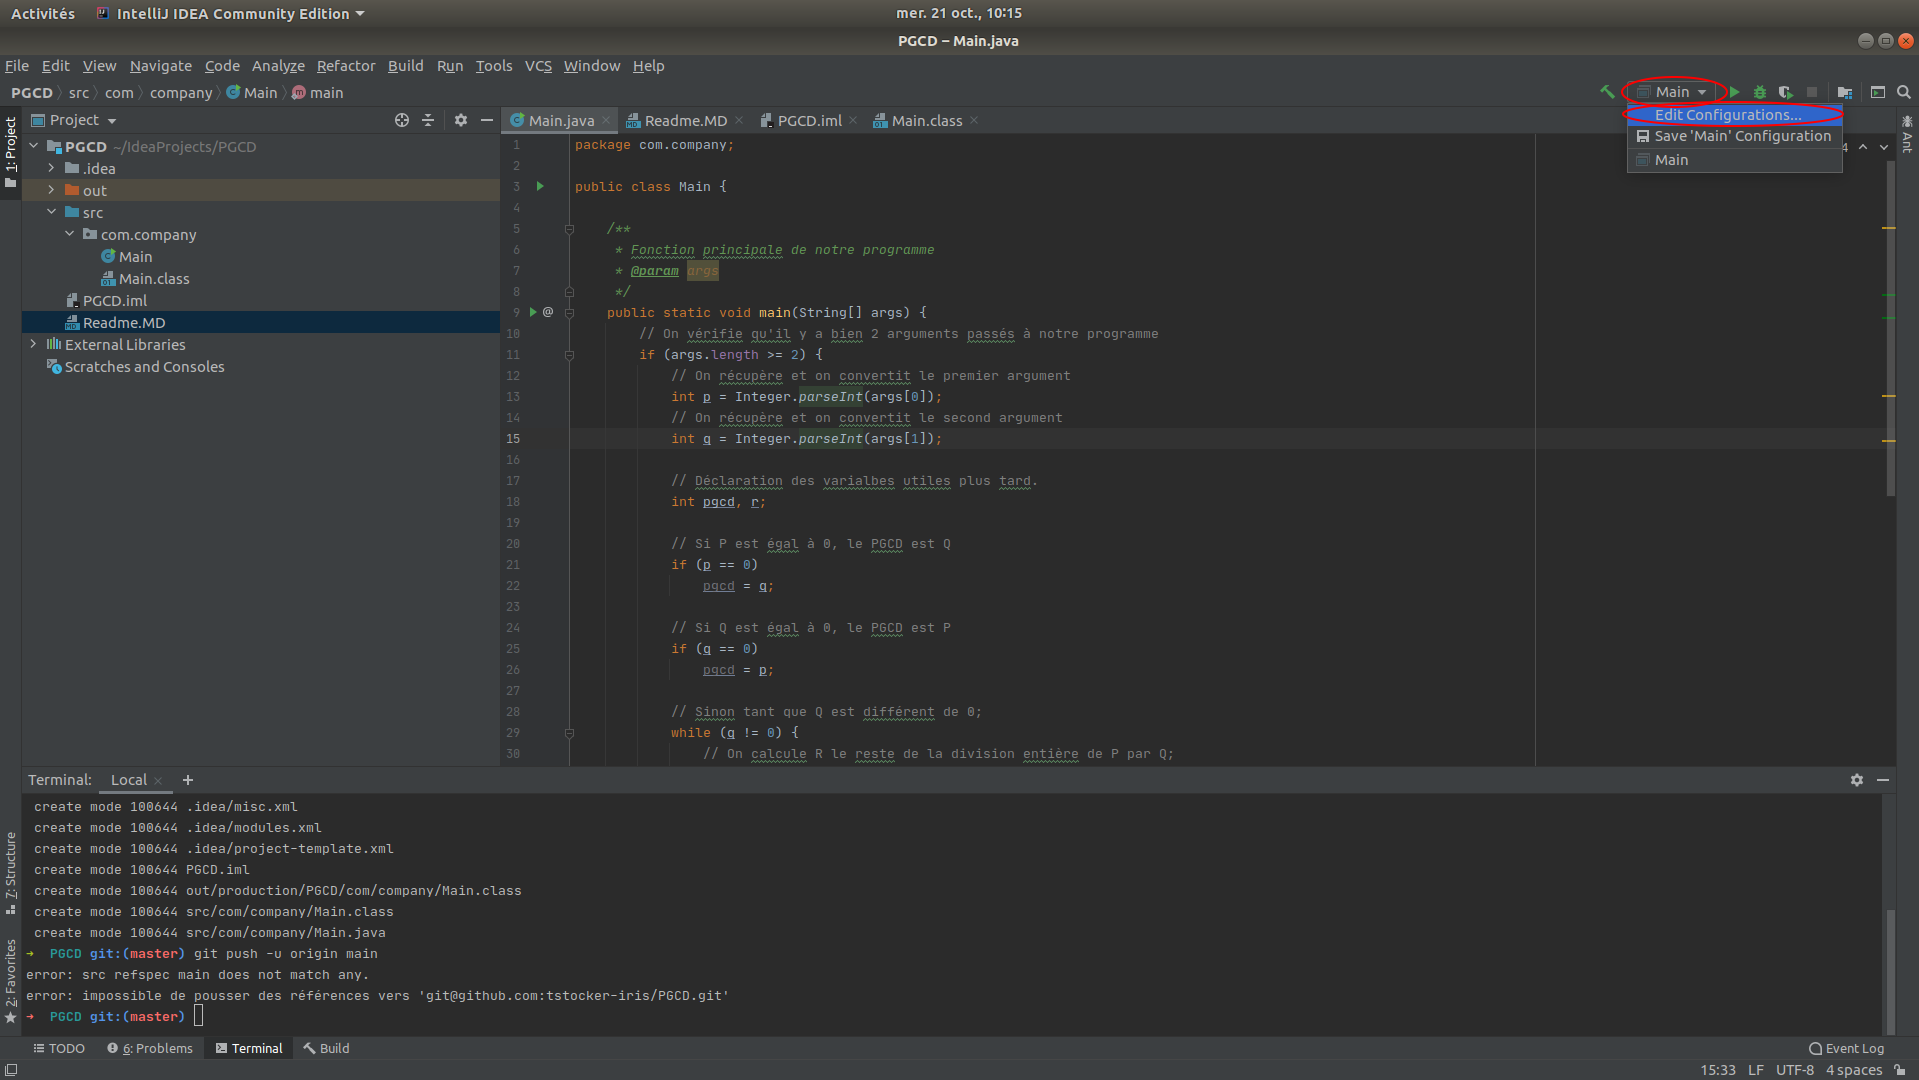 Activités IntelliJ IDEA Community Edition mer. 21 oct., 10:15
PGCD – Main.java
File Edit View Navigate Code Analyze Refactor Build Run Tools VCS Window Help
PGCD src com company Main main Main
Edit Configurations...
Save 'Main' Configuration
Main
Project
Main.java Readme.MD PGCD.iml Main.class
1: Project
Ant
PGCD ~/IdeaProjects/PGCD
.idea
out
src
com.company
Main
Main.class
PGCD.iml
Readme.MD
External Libraries
Scratches and Consoles
1 package com.company;
2
3 public class Main {
4
5 /**
6 * Fonction principale de notre programme
7 * @param args
8 */
9 @ public static void main(String[] args) {
10 // On vérifie qu'il y a bien 2 arguments passés à notre programme
11 if (args.length >= 2) {
12 // On récupère et on convertit le premier argument
13 int p = Integer.parseInt(args[0]);
14 // On récupère et on convertit le second argument
15 int q = Integer.parseInt(args[1]);
16
17 // Déclaration des varialbes utiles plus tard.
18 int pgcd, r;
19
20 // Si P est égal à 0, le PGCD est Q
21 if (p == 0)
22 pgcd = q;
23
24 // Si Q est égal à 0, le PGCD est P
25 if (q == 0)
26 pgcd = p;
27
28 // Sinon tant que Q est différent de 0;
29 while (q != 0) {
30 // On calcule R le reste de la division entière de P par Q;
Terminal: Local +
create mode 100644 .idea/misc.xml
create mode 100644 .idea/modules.xml
create mode 100644 .idea/project-template.xml
create mode 100644 PGCD.iml
create mode 100644 out/production/PGCD/com/company/Main.class
create mode 100644 src/com/company/Main.class
create mode 100644 src/com/company/Main.java
➜ PGCD git:(master) git push -u origin main
error: src refspec main does not match any.
error: impossible de pousser des références vers 'git@github.com:tstocker-iris/PGCD.git'
➜ PGCD git:(master)
7: Structure
2: Favorites
TODO 6: Problems Terminal Build Event Log
15:33 LF UTF-8 4 spaces